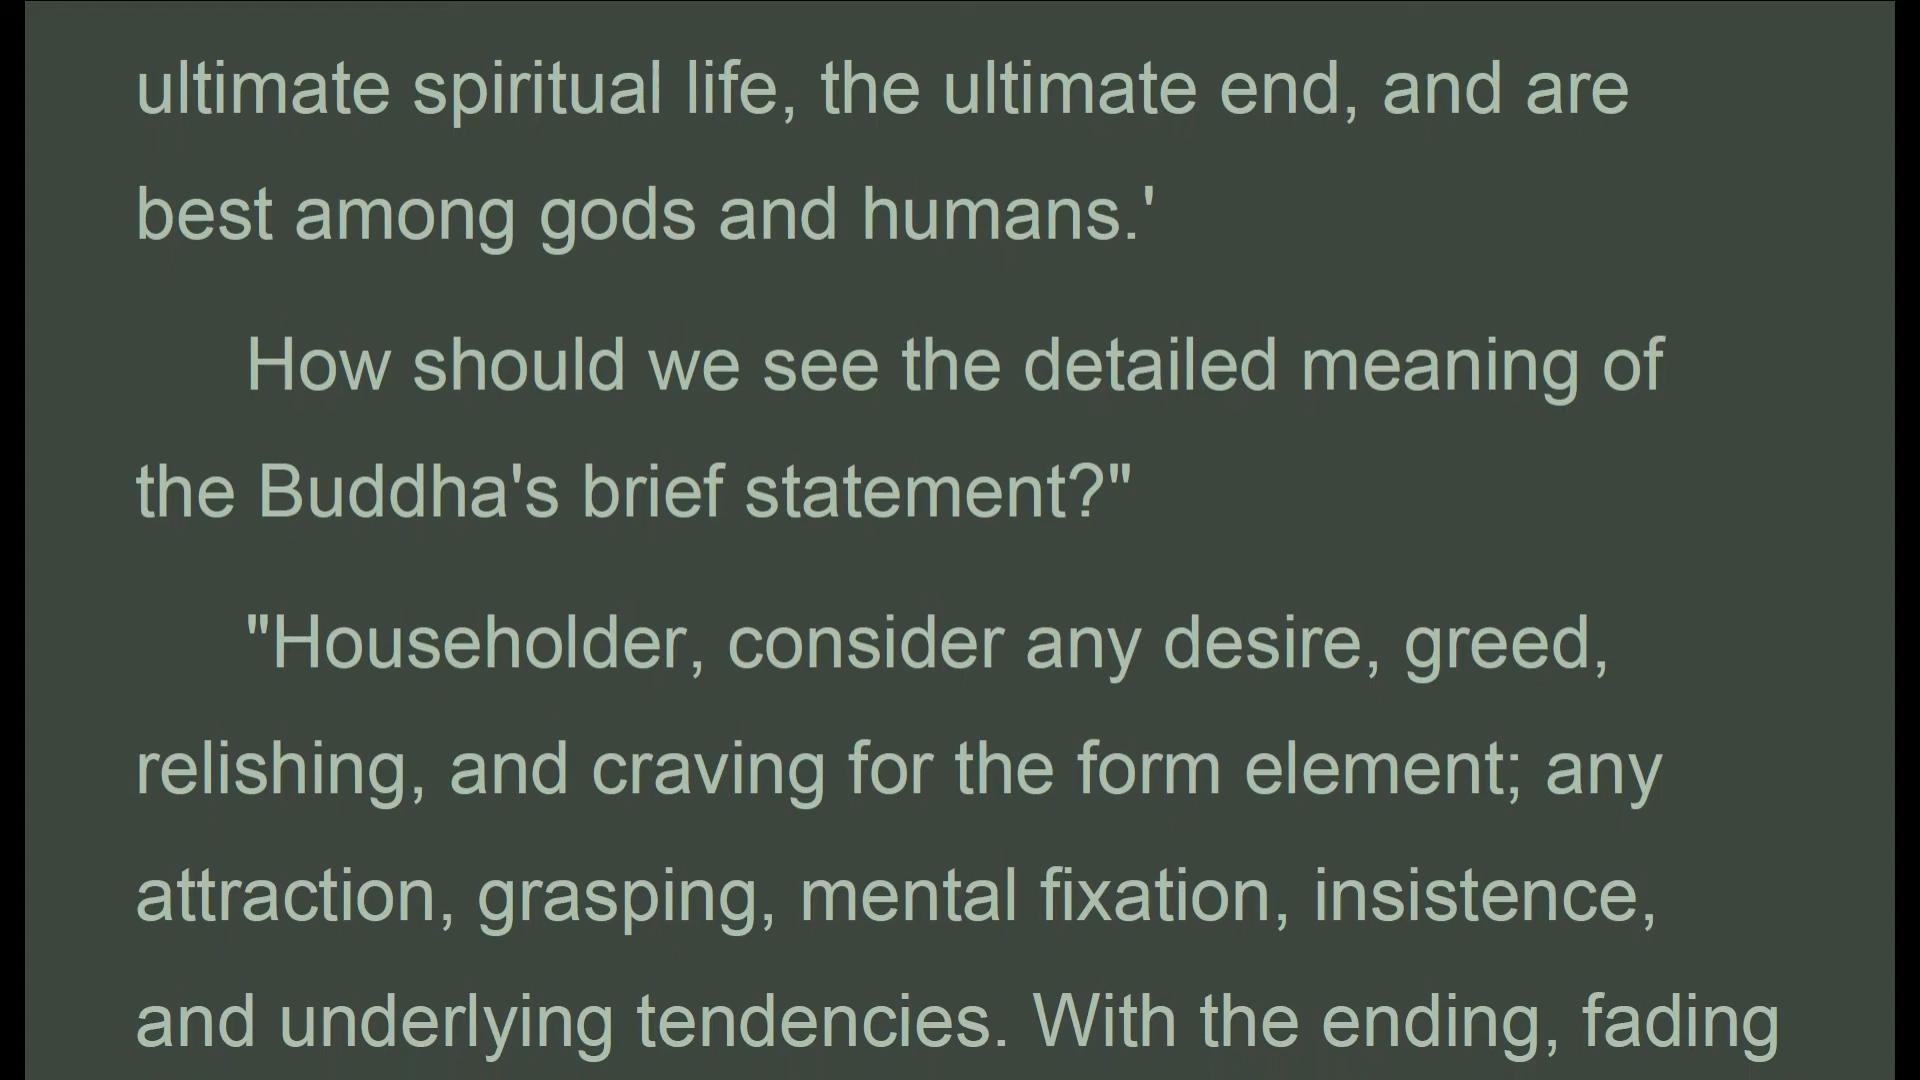 ultimate spiritual life, the ultimate end, and are
best among gods and humans.'
How should we see the detailed meaning of
the Buddha's brief statement?"
"Householder, consider any desire, greed,
relishing, and craving for the form element; any
attraction, grasping, mental fixation, insistence,
and underlying tendencies. With the ending, fading